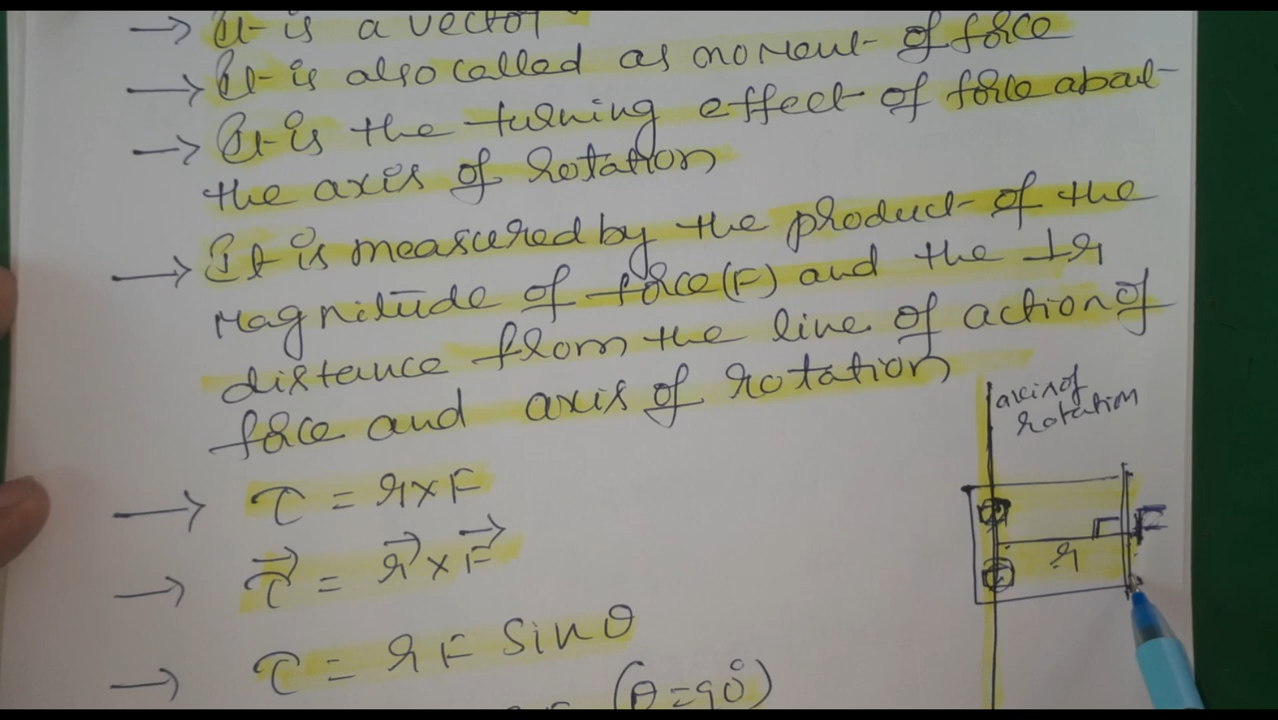 → It is a vector
→ It is also called as moment of force
→ It is the turning effect of force about
the axis of rotation
→ It is measured by the product of the
magnitude of force(F) and the ⊥r
distance from the line of action of
force and axis of rotation
axis of
rotation
→ τ = r×F
F
→ τ⃗ = r⃗ × F⃗
r
→ τ = r F Sin θ
(θ=90°)